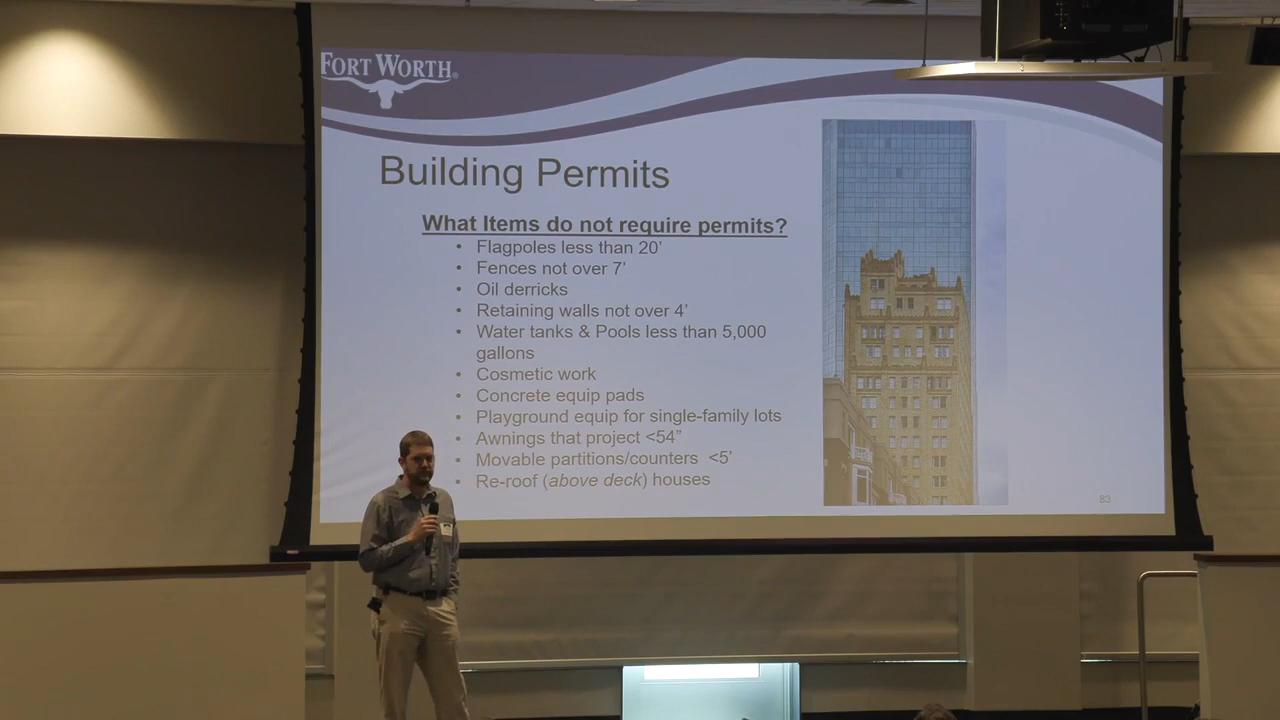 FORT WORTH®
Building Permits
What Items do not require permits?
• Flagpoles less than 20’
• Fences not over 7’
• Oil derricks
• Retaining walls not over 4’
• Water tanks & Pools less than 5,000
gallons
• Cosmetic work
• Concrete equip pads
• Playground equip for single-family lots
• Awnings that project <54”
• Movable partitions/counters <5’
• Re-roof (above deck) houses
83